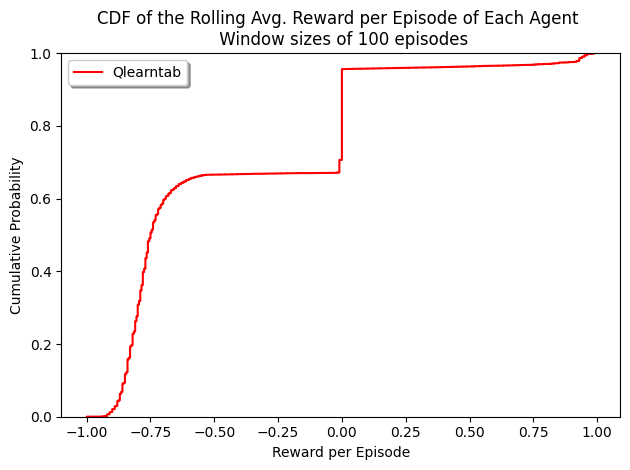 CDF of the Rolling Avg. Reward per Episode of Each Agent
Window sizes of 100 episodes
Qlearntab
1.0
0.8
0.6
0.4
0.2
0.0
Cumulative Probability
−1.00 −0.75 −0.50 −0.25 0.00 0.25 0.50 0.75 1.00
Reward per Episode